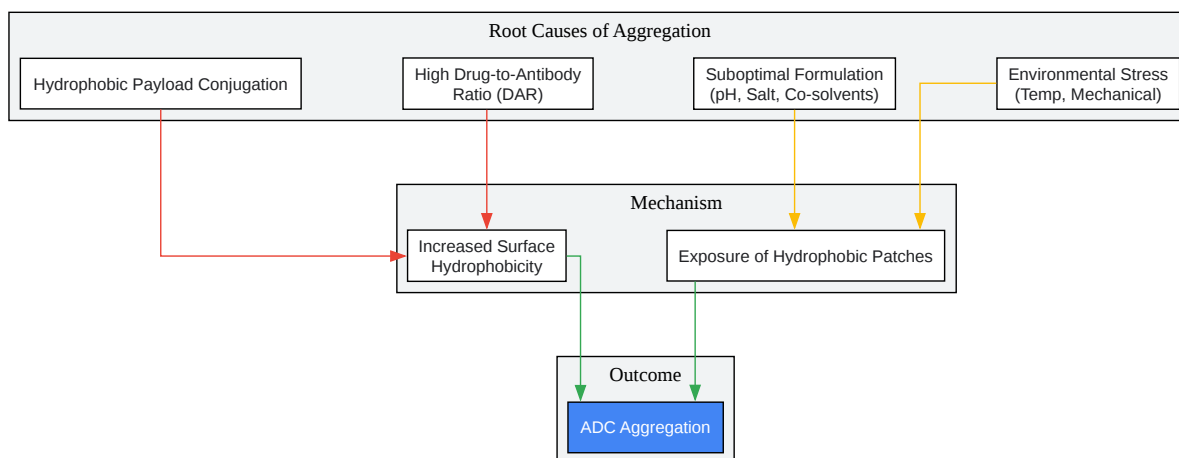 Root Causes of Aggregation
Hydrophobic Payload Conjugation
High Drug-to-Antibody
Ratio (DAR)
Suboptimal Formulation
(pH, Salt, Co-solvents)
Environmental Stress
(Temp, Mechanical)
Mechanism
Increased Surface
Hydrophobicity
Exposure of Hydrophobic Patches
Outcome
ADC Aggregation